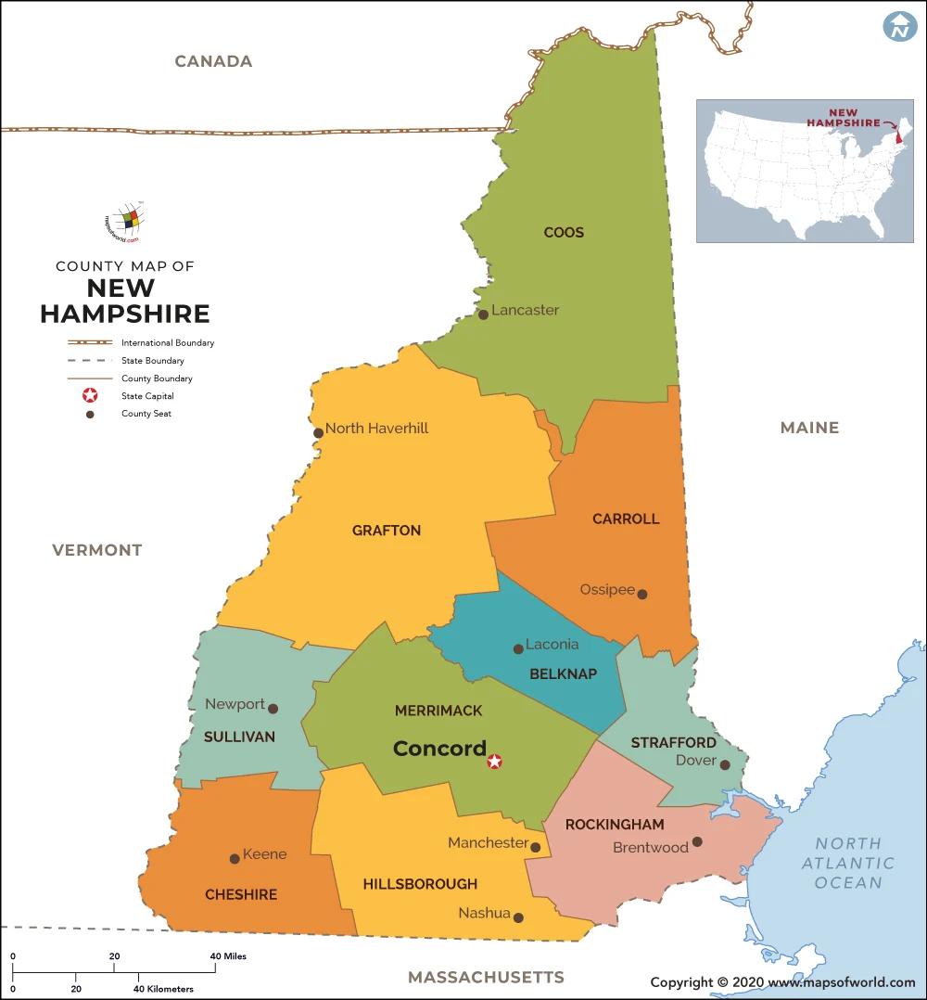 CANADA
N
NEW
HAMPSHIRE
mapsofworld.com
COUNTY MAP OF
NEW
HAMPSHIRE
International Boundary
State Boundary
County Boundary
State Capital
County Seat
COOS
Lancaster
North Haverhill
MAINE
GRAFTON
CARROLL
VERMONT
Ossipee
Laconia
BELKNAP
Newport
SULLIVAN
MERRIMACK
Concord
STRAFFORD
Dover
ROCKINGHAM
Brentwood
Manchester
Keene
CHESHIRE
HILLSBOROUGH
Nashua
NORTH
ATLANTIC
OCEAN
0 20 40 Miles
0 20 40 Kilometers
MASSACHUSETTS
Copyright © 2020 www.mapsofworld.com